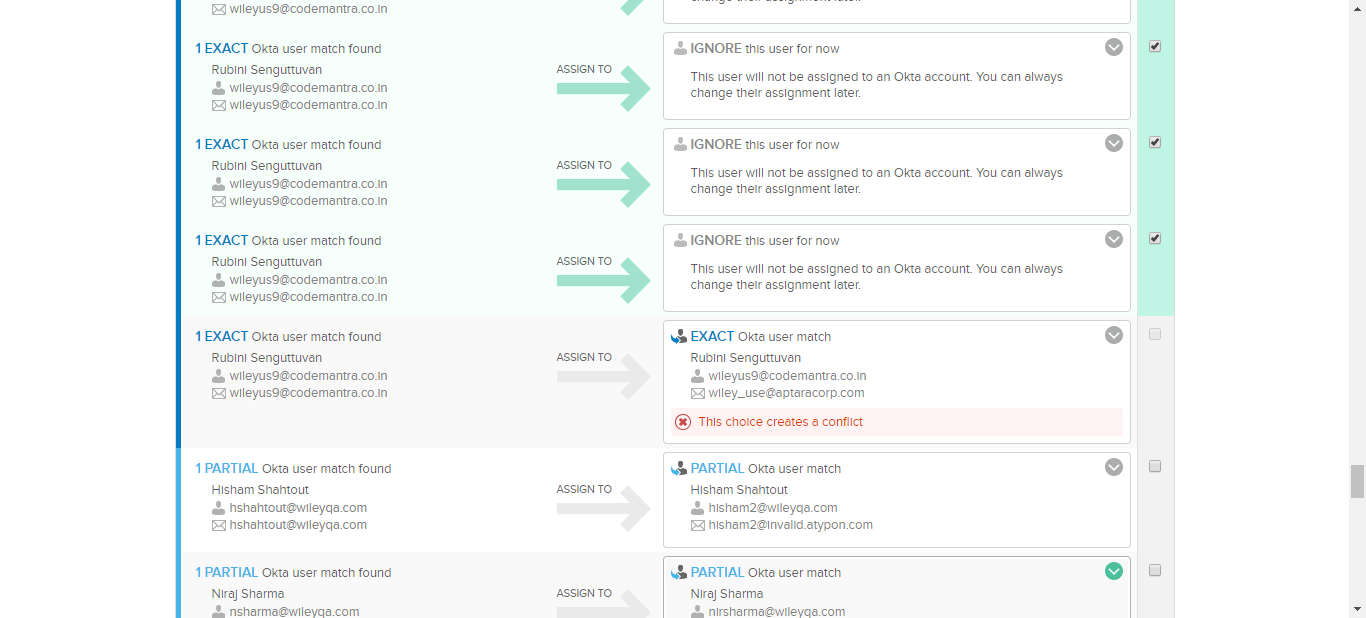 wileyus9@codemantra.co.in
change their assignment later.
1 EXACT Okta user match found
Rubini Senguttuvan
wileyus9@codemantra.co.in
wileyus9@codemantra.co.in
ASSIGN TO
IGNORE this user for now
This user will not be assigned to an Okta account. You can always
change their assignment later.
1 EXACT Okta user match found
Rubini Senguttuvan
wileyus9@codemantra.co.in
wileyus9@codemantra.co.in
ASSIGN TO
IGNORE this user for now
This user will not be assigned to an Okta account. You can always
change their assignment later.
1 EXACT Okta user match found
Rubini Senguttuvan
wileyus9@codemantra.co.in
wileyus9@codemantra.co.in
ASSIGN TO
IGNORE this user for now
This user will not be assigned to an Okta account. You can always
change their assignment later.
1 EXACT Okta user match found
Rubini Senguttuvan
wileyus9@codemantra.co.in
wileyus9@codemantra.co.in
ASSIGN TO
EXACT Okta user match
Rubini Senguttuvan
wileyus9@codemantra.co.in
wiley_use@aptaracorp.com
This choice creates a conflict
1 PARTIAL Okta user match found
Hisham Shahtout
hshahtout@wileyqa.com
hshahtout@wileyqa.com
ASSIGN TO
PARTIAL Okta user match
Hisham Shahtout
hisham2@wileyqa.com
hisham2@invalid.atypon.com
1 PARTIAL Okta user match found
Niraj Sharma
nsharma@wileyqa.com
ASSIGN TO
PARTIAL Okta user match
Niraj Sharma
nirsharma@wileyqa.com